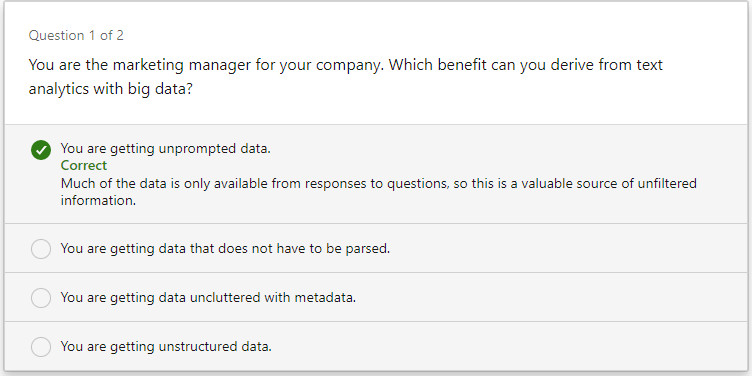 Question 1 of 2
You are the marketing manager for your company. Which benefit can you derive from text
analytics with big data?
You are getting unprompted data.
Correct
Much of the data is only available from responses to questions, so this is a valuable source of unfiltered
information.
You are getting data that does not have to be parsed.
You are getting data uncluttered with metadata.
You are getting unstructured data.